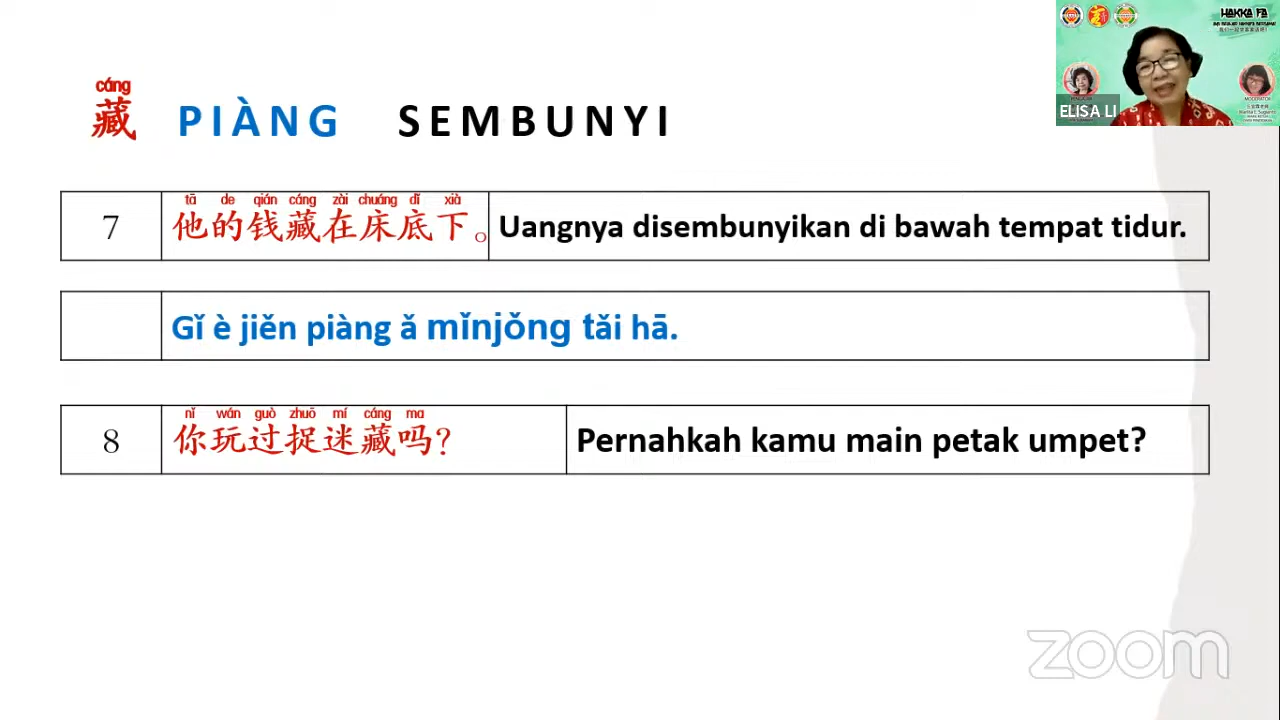 cáng
藏 PIÀNG SEMBUNYI
HAKKA FA
ELISA LI
MODERATOR
7
tā de qián cáng zài chuáng dǐ xià
他的钱藏在床底下。
Uangnya disembunyikan di bawah tempat tidur.
Gǐ è jiěn piàng ǎ mǐnjǒng tǎi hā.
8
nǐ wán guò zhuō mí cáng ma
你玩过捉迷藏吗?
Pernahkah kamu main petak umpet?
zoom